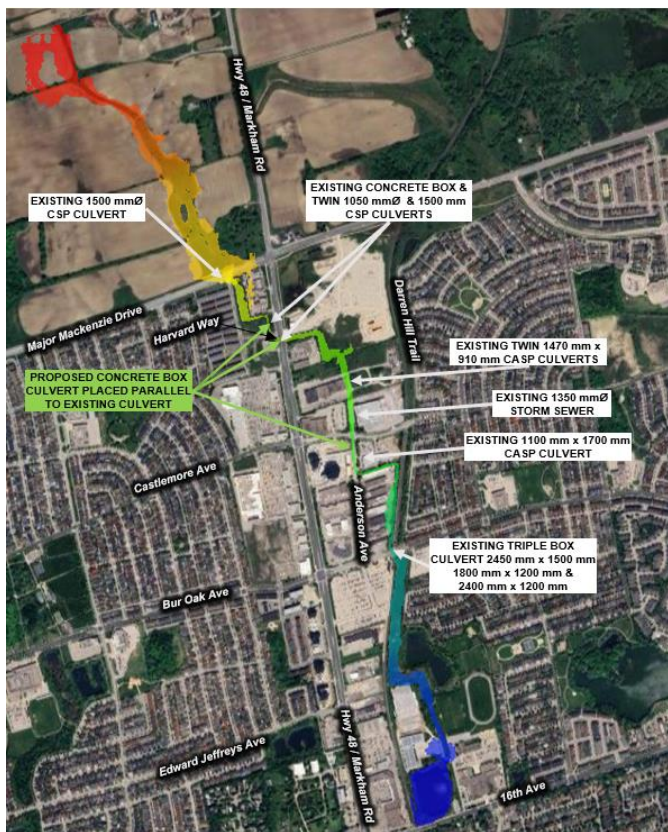 Hwy 48 / Markham Rd
EXISTING 1500 mmØ
CSP CULVERT
EXISTING CONCRETE BOX &
TWIN 1050 mmØ & 1500 mm
CSP CULVERTS
Major Mackenzie Drive
Harvard Way
Darren Hill Trail
EXISTING TWIN 1470 mm x
910 mm CASP CULVERTS
PROPOSED CONCRETE BOX
CULVERT PLACED PARALLEL
TO EXISTING CULVERT
EXISTING 1350 mmØ
STORM SEWER
EXISTING 1100 mm x 1700 mm
CASP CULVERT
Castlemore Ave
Anderson Ave
EXISTING TRIPLE BOX
CULVERT 2450 mm x 1500 mm
1800 mm x 1200 mm &
2400 mm x 1200 mm
Bur Oak Ave
Edward Jeffreys Ave
Hwy 48 / Markham Rd
16th Ave